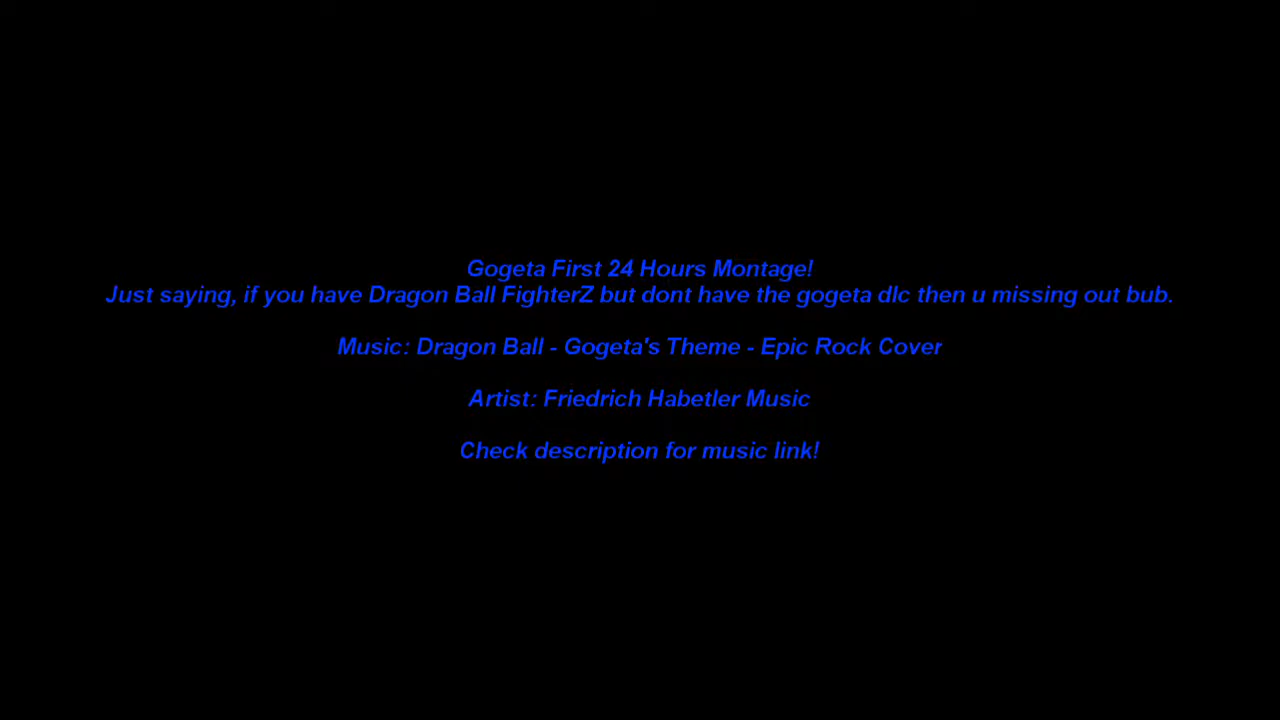 Gogeta First 24 Hours Montage!
Just saying, if you have Dragon Ball FighterZ but dont have the gogeta dlc then u missing out bub.
Music: Dragon Ball - Gogeta's Theme - Epic Rock Cover
Artist: Friedrich Habetler Music
Check description for music link!